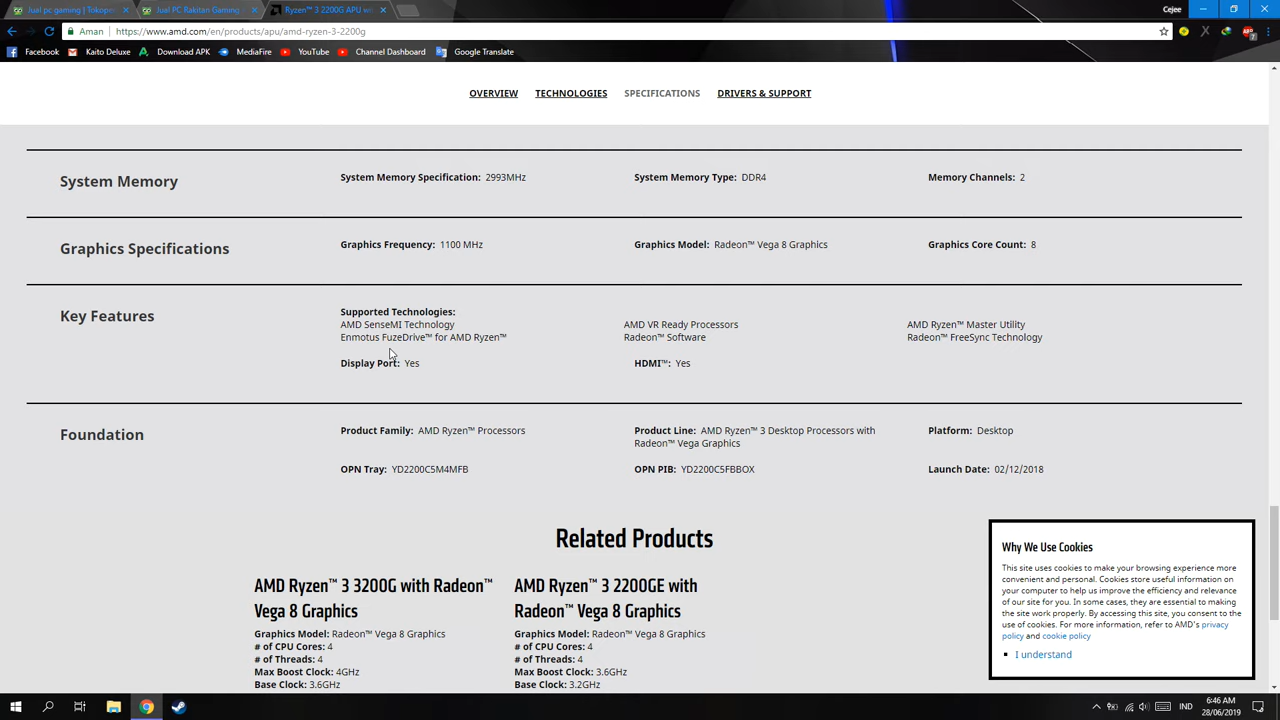 Jual pc gaming | Tokope
Jual PC Rakitan Gaming
Ryzen™ 3 2200G APU wi
Cejee
Aman
https://www.amd.com/en/products/apu/amd-ryzen-3-2200g
Facebook
Kaito Deluxe
Download APK
MediaFire
YouTube
Channel Dashboard
Google Translate
OVERVIEW TECHNOLOGIES SPECIFICATIONS DRIVERS & SUPPORT
System Memory
System Memory Specification: 2993MHz
System Memory Type: DDR4
Memory Channels: 2
Graphics Specifications
Graphics Frequency: 1100 MHz
Graphics Model: Radeon™ Vega 8 Graphics
Graphics Core Count: 8
Key Features
Supported Technologies:
AMD SenseMI Technology
Enmotus FuzeDrive™ for AMD Ryzen™
AMD VR Ready Processors
Radeon™ Software
AMD Ryzen™ Master Utility
Radeon™ FreeSync Technology
Display Port: Yes
HDMI™: Yes
Foundation
Product Family: AMD Ryzen™ Processors
Product Line: AMD Ryzen™ 3 Desktop Processors with
Radeon™ Vega Graphics
Platform: Desktop
OPN Tray: YD2200C5M4MFB
OPN PIB: YD2200C5FBBOX
Launch Date: 02/12/2018
Related Products
AMD Ryzen™ 3 3200G with Radeon™
Vega 8 Graphics
Graphics Model: Radeon™ Vega 8 Graphics
# of CPU Cores: 4
# of Threads: 4
Max Boost Clock: 4GHz
Base Clock: 3.6GHz
AMD Ryzen™ 3 2200GE with
Radeon™ Vega 8 Graphics
Graphics Model: Radeon™ Vega 8 Graphics
# of CPU Cores: 4
# of Threads: 4
Max Boost Clock: 3.6GHz
Base Clock: 3.2GHz
Why We Use Cookies
This site uses cookies to make your browsing experience more
convenient and personal. Cookies store useful information on
your computer to help us improve the efficiency and relevance
of our site for you. In some cases, they are essential to making
the site work properly. By accessing this site, you consent to the
use of cookies. For more information, refer to AMD's privacy
policy and cookie policy
I understand
IND
6:46 AM
28/06/2019